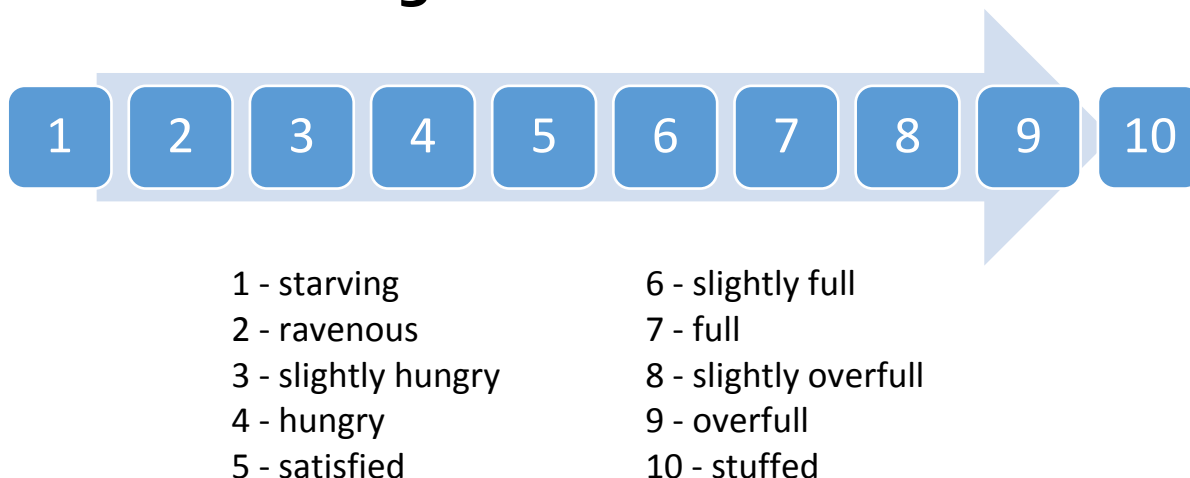 1 2 3 4 5 6 7 8 9 10
1 - starving
2 - ravenous
3 - slightly hungry
4 - hungry
5 - satisfied
6 - slightly full
7 - full
8 - slightly overfull
9 - overfull
10 - stuffed